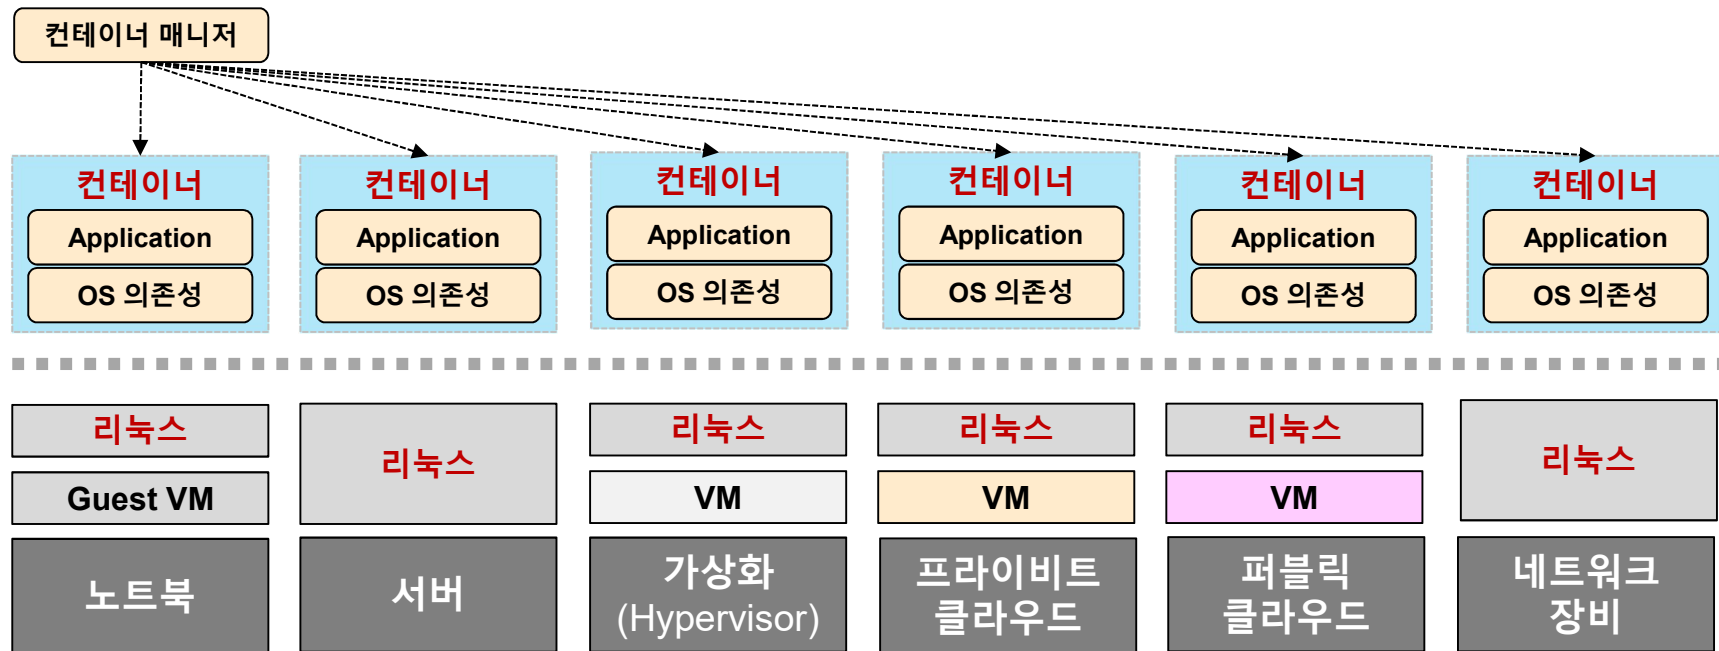 컨테이너 매니저
컨테이너
Application
OS 의존성
컨테이너
Application
OS 의존성
컨테이너
Application
OS 의존성
컨테이너
Application
OS 의존성
컨테이너
Application
OS 의존성
컨테이너
Application
OS 의존성
리눅스
Guest VM
노트북
리눅스
서버
리눅스
VM
가상화
(Hypervisor)
리눅스
VM
프라이비트
클라우드
리눅스
VM
퍼블릭
클라우드
리눅스
네트워크
장비